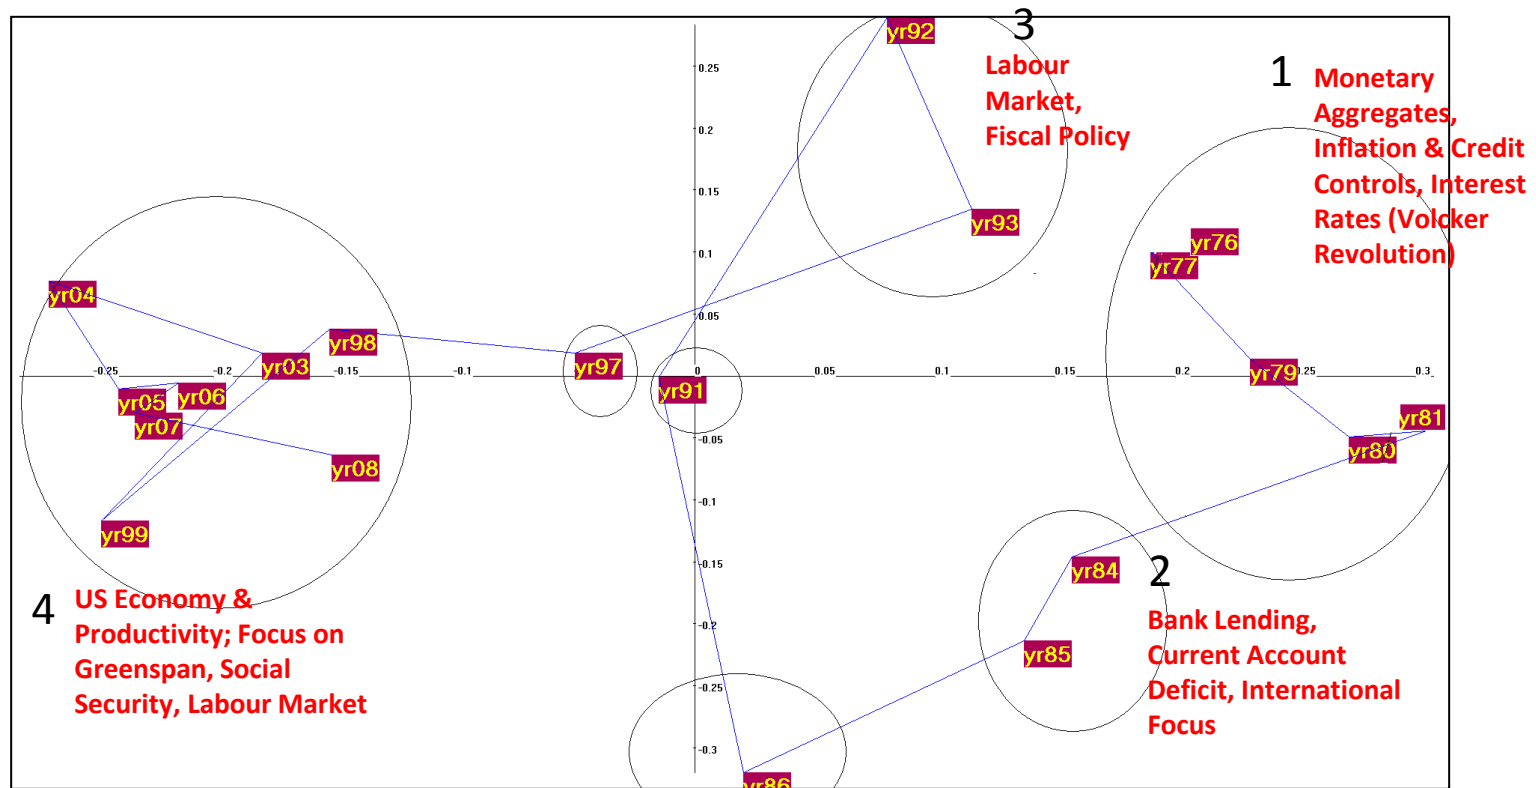 yr92
3
Labour
Market,
Fiscal Policy
1
Monetary
Aggregates,
Inflation & Credit
Controls, Interest
Rates (Volcker
Revolution)
0.25
0.2
0.15
0.1
0.05
yr93
yr76
yr77
yr04
yr98
yr03
yr97
-0.25
-0.2
-0.15
-0.1
0
0.05
0.1
0.15
0.2
0.25
0.3
yr79
yr91
yr05
yr06
yr07
yr81
yr80
-0.05
yr08
-0.1
yr99
-0.15
yr84
2
Bank Lending,
Current Account
Deficit, International
Focus
-0.2
yr85
4
US Economy &
Productivity; Focus on
Greenspan, Social
Security, Labour Market
-0.25
-0.3
yr86